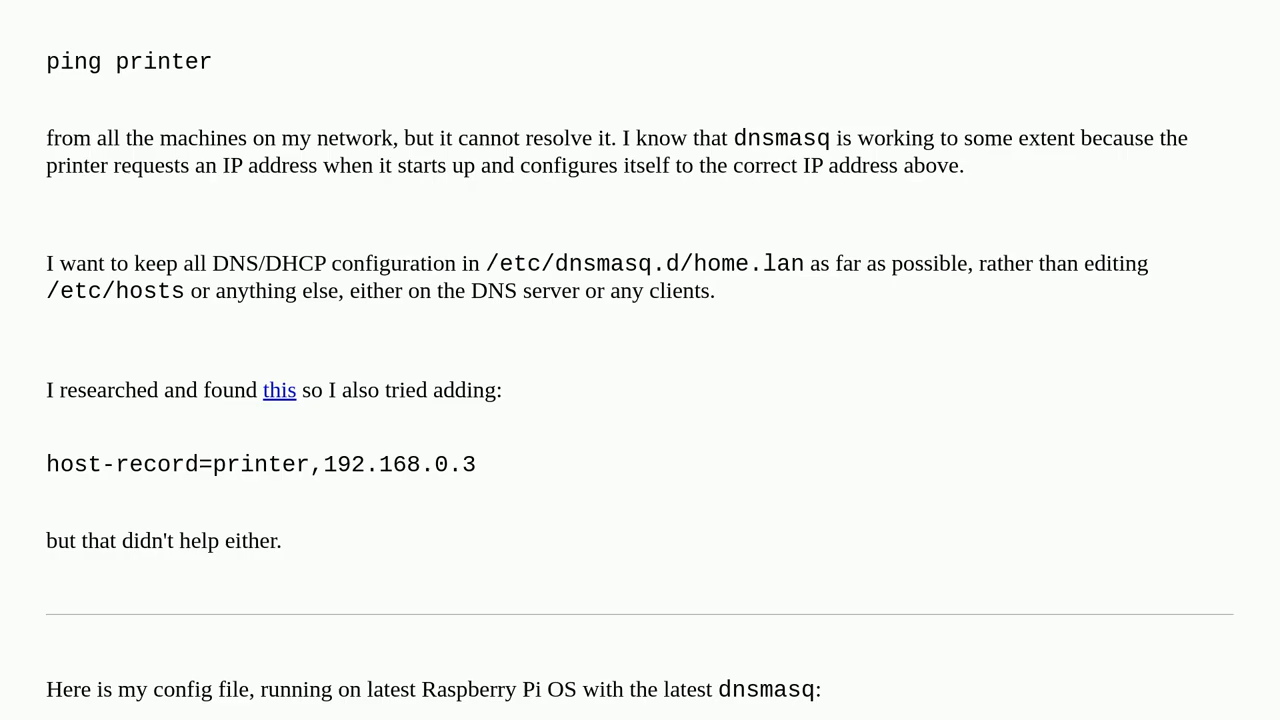 ping printer
from all the machines on my network, but it cannot resolve it. I know that dnsmasq is working to some extent because the
printer requests an IP address when it starts up and configures itself to the correct IP address above.
I want to keep all DNS/DHCP configuration in /etc/dnsmasq.d/home.lan as far as possible, rather than editing
/etc/hosts or anything else, either on the DNS server or any clients.
I researched and found this so I also tried adding:
host-record=printer,192.168.0.3
but that didn't help either.
Here is my config file, running on latest Raspberry Pi OS with the latest dnsmasq: